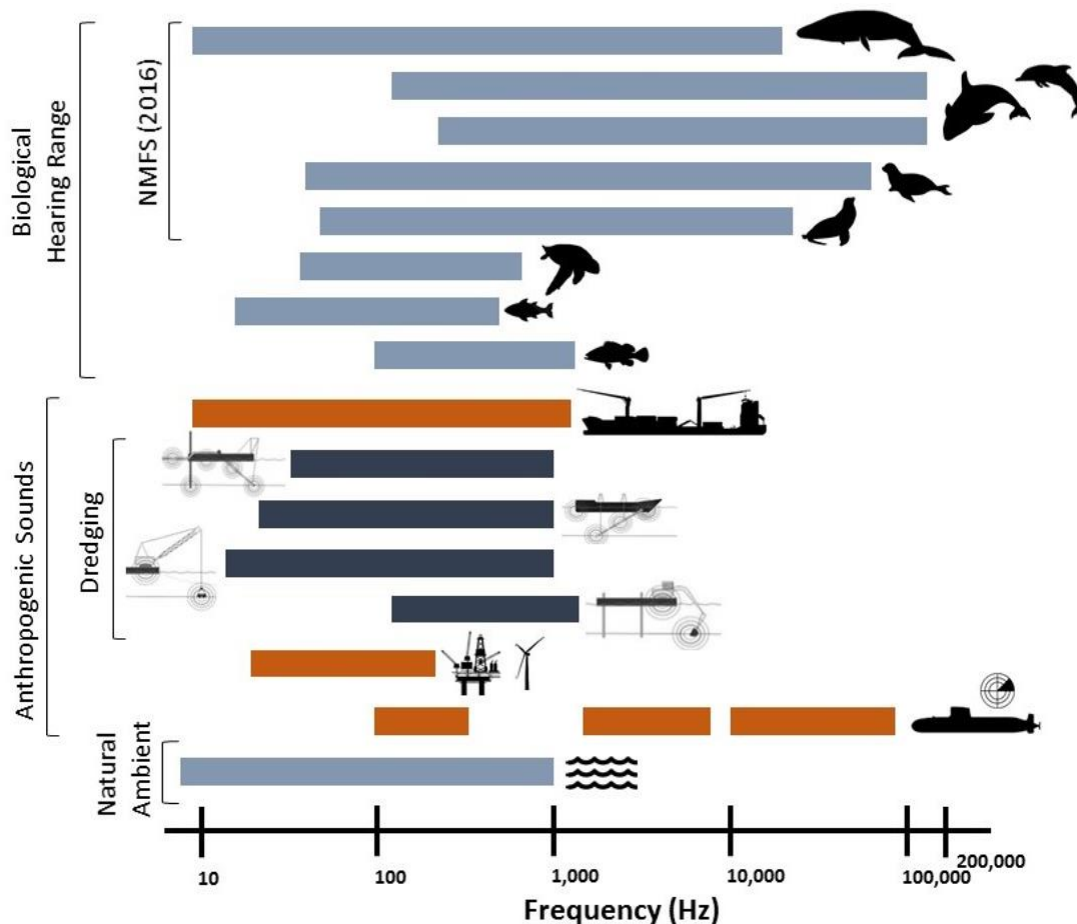 Biological
Hearing Range
NMFS (2016)
Anthropogenic Sounds
Dredging
Natural
Ambient
10
100
1,000
10,000
100,000
200,000
Frequency (Hz)